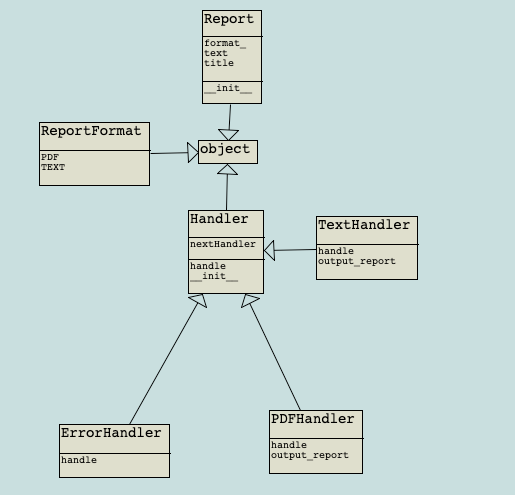 Report
format_
text
title
__init__
ReportFormat
PDF
TEXT
object
Handler
nextHandler
handle
__init__
TextHandler
handle
output_report
ErrorHandler
handle
PDFHandler
handle
output_report